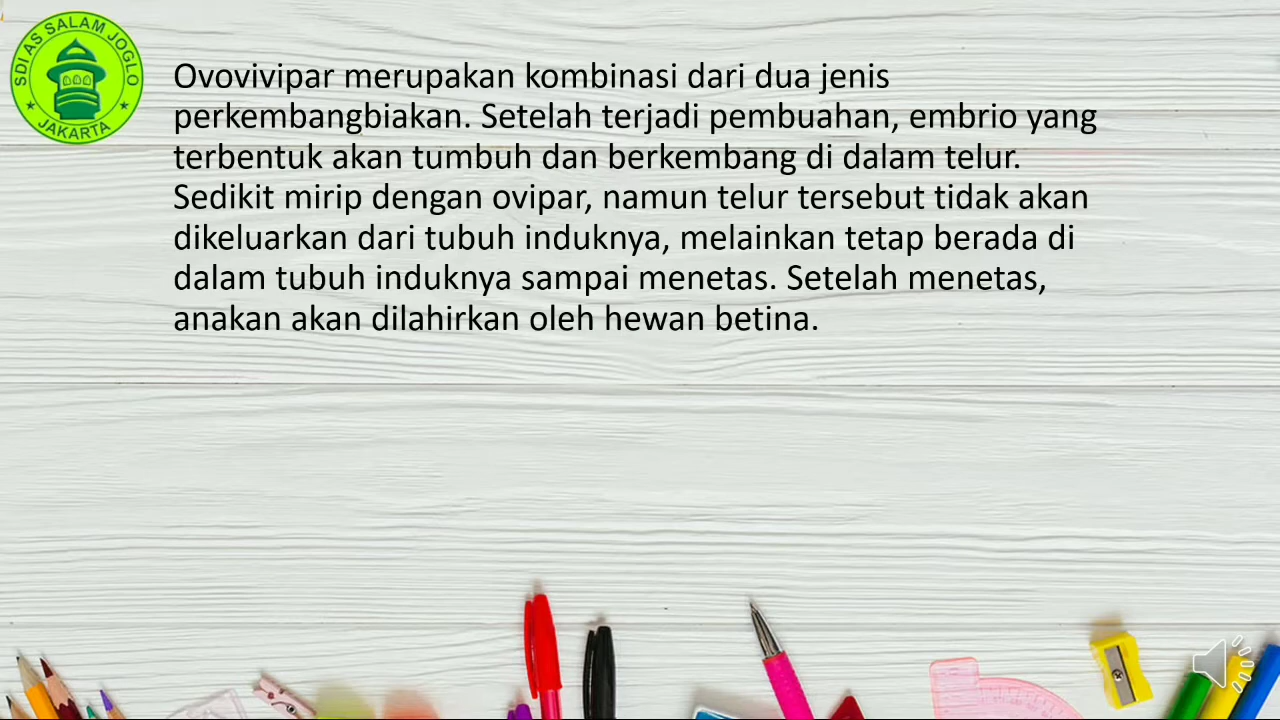 SDI AS SALAM JOGLO
JAKARTA
Ovovivipar merupakan kombinasi dari dua jenis
perkembangbiakan. Setelah terjadi pembuahan, embrio yang
terbentuk akan tumbuh dan berkembang di dalam telur.
Sedikit mirip dengan ovipar, namun telur tersebut tidak akan
dikeluarkan dari tubuh induknya, melainkan tetap berada di
dalam tubuh induknya sampai menetas. Setelah menetas,
anakan akan dilahirkan oleh hewan betina.